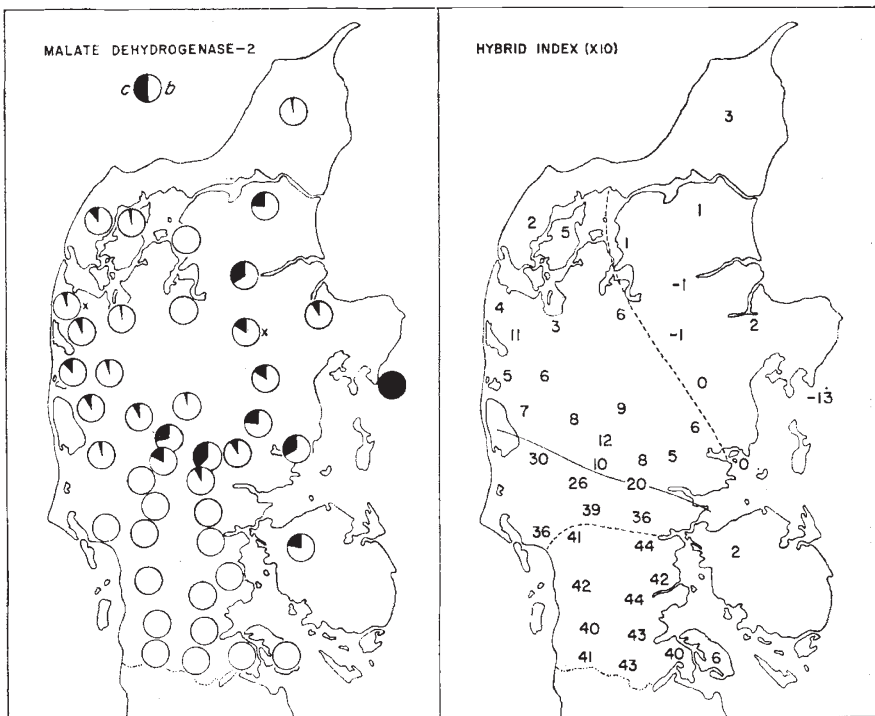 MALATE DEHYDROGENASE-2
c b
x
x
HYBRID INDEX (X10)
3
2 5 1 1
-1
4 11 3 6 -1 2
5 6 0 -13
7 8 9 6
12
30 10 8 5 0
26 20
39 36
36 41 44 2
42 42
44
40 43
41 43 40 6